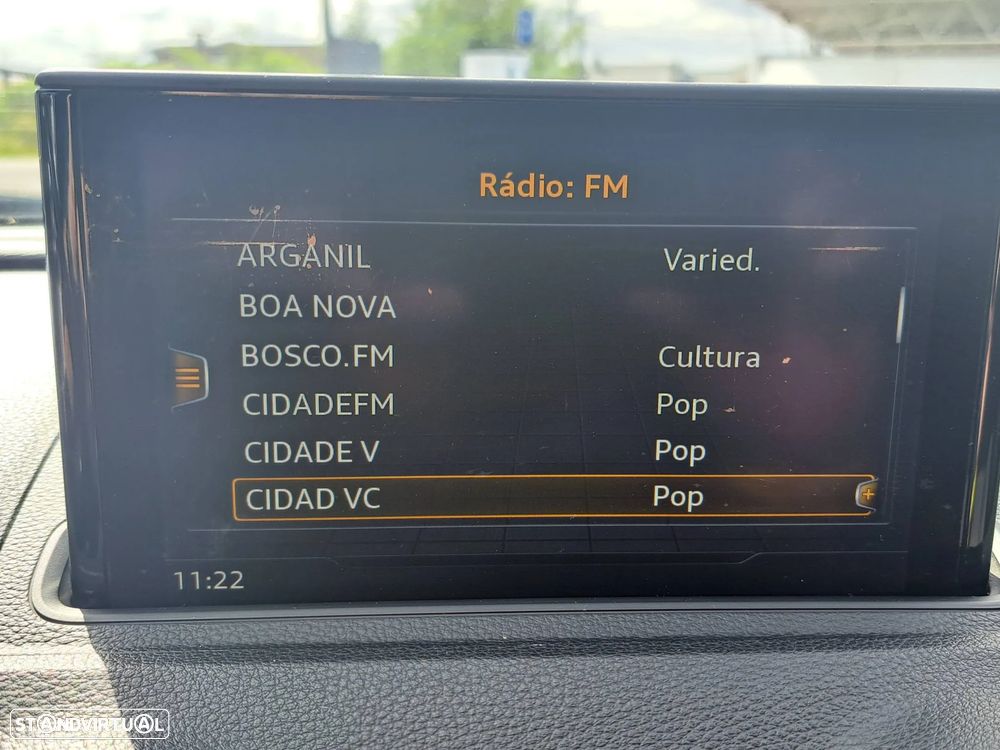 Rádio: FM
ARGANIL Varied.
BOA NOVA
BOSCO.FM Cultura
CIDADEFM Pop
CIDADE V Pop
CIDAD VC Pop
11:22
STANDVIRTUAL